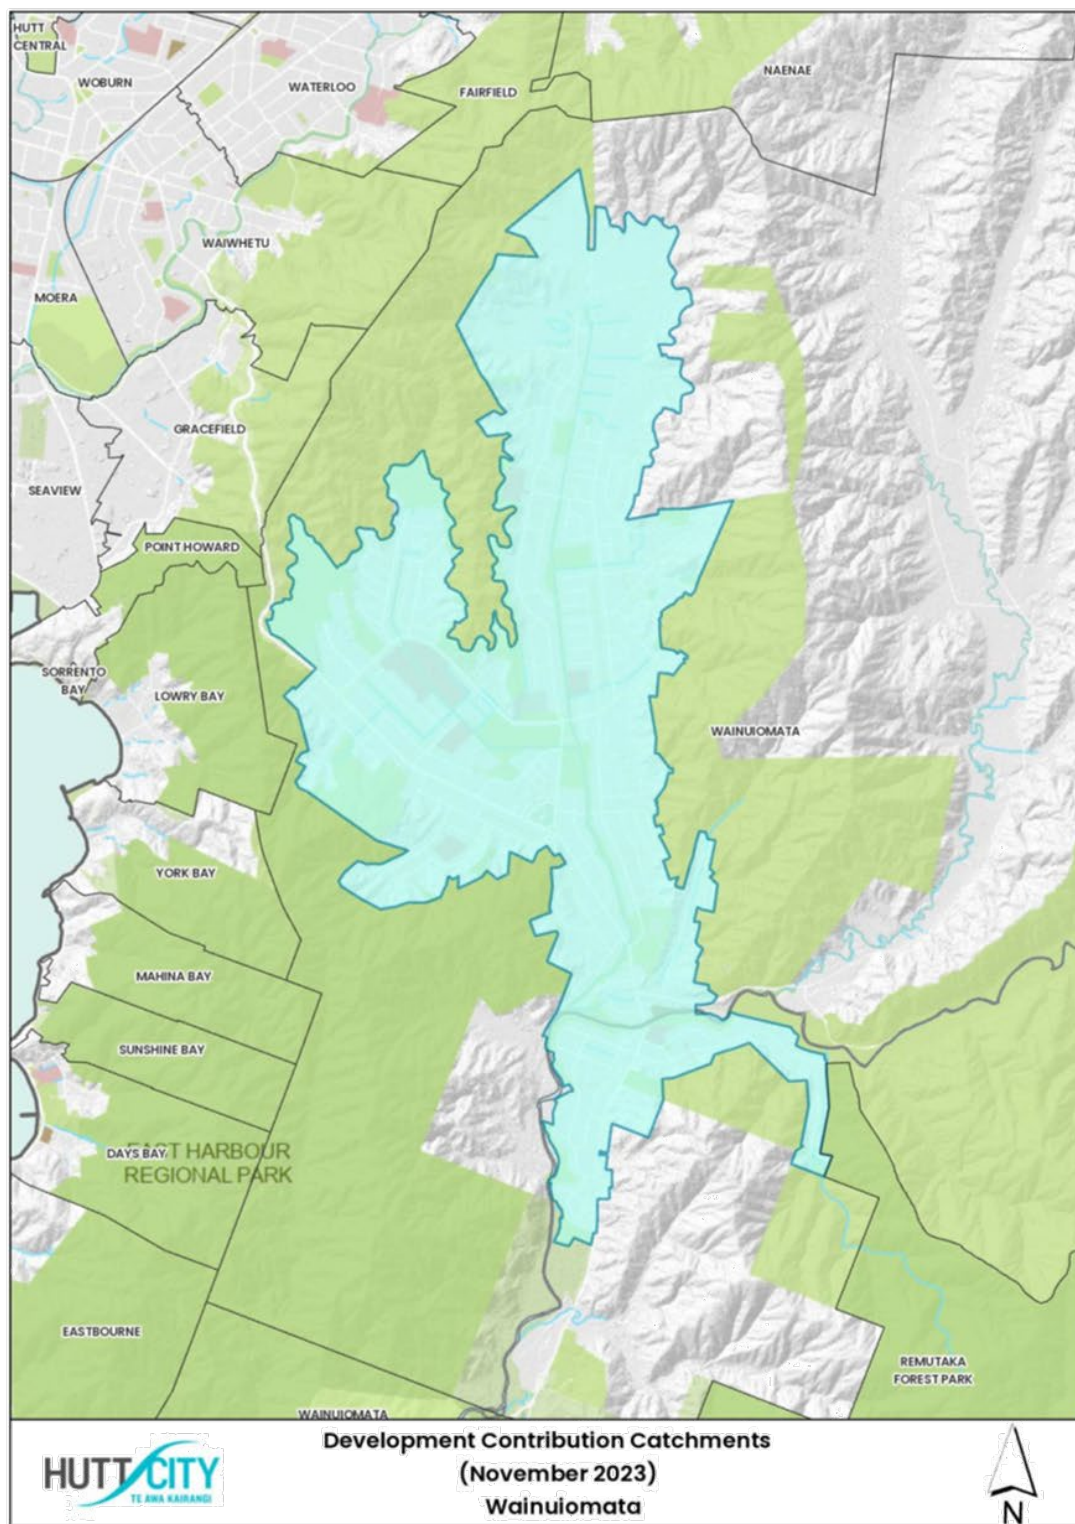 HUTT
CENTRAL
WOBURN
WATERLOO
FAIRFIELD
NAENAE
WAIWHETU
MOERA
GRACEFIELD
SEAVIEW
POINT HOWARD
SORRENTO
BAY
LOWRY BAY
WAINUIOMATA
YORK BAY
MAHINA BAY
SUNSHINE BAY
DAYS BAY
EAST HARBOUR
REGIONAL PARK
EASTBOURNE
REMUTAKA
FOREST PARK
WAINUIOMATA
HUTT CITY
TE AWA KAIRANGI
Development Contribution Catchments
(November 2023)
Wainuiomata
N